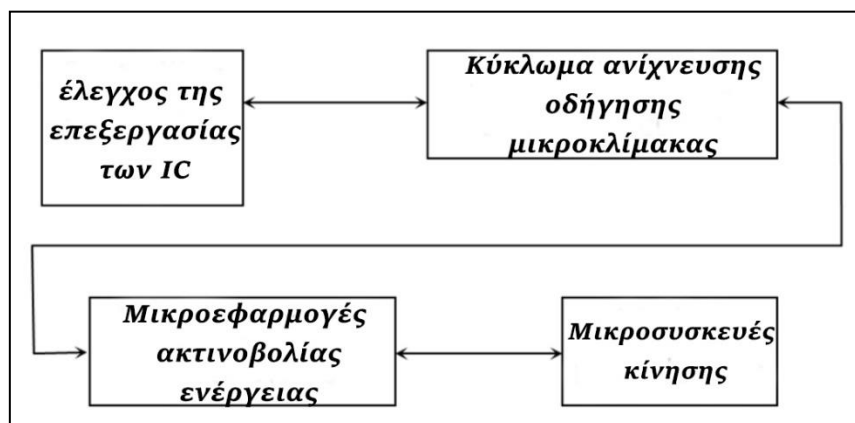 έλεγχος της
επεξεργασίας
των IC
Κύκλωμα ανίχνευσης
οδήγησης
μικροκλίμακας
Μικροεφαρμογές
ακτινοβολίας
ενέργειας
Μικροσυσκευές
κίνησης